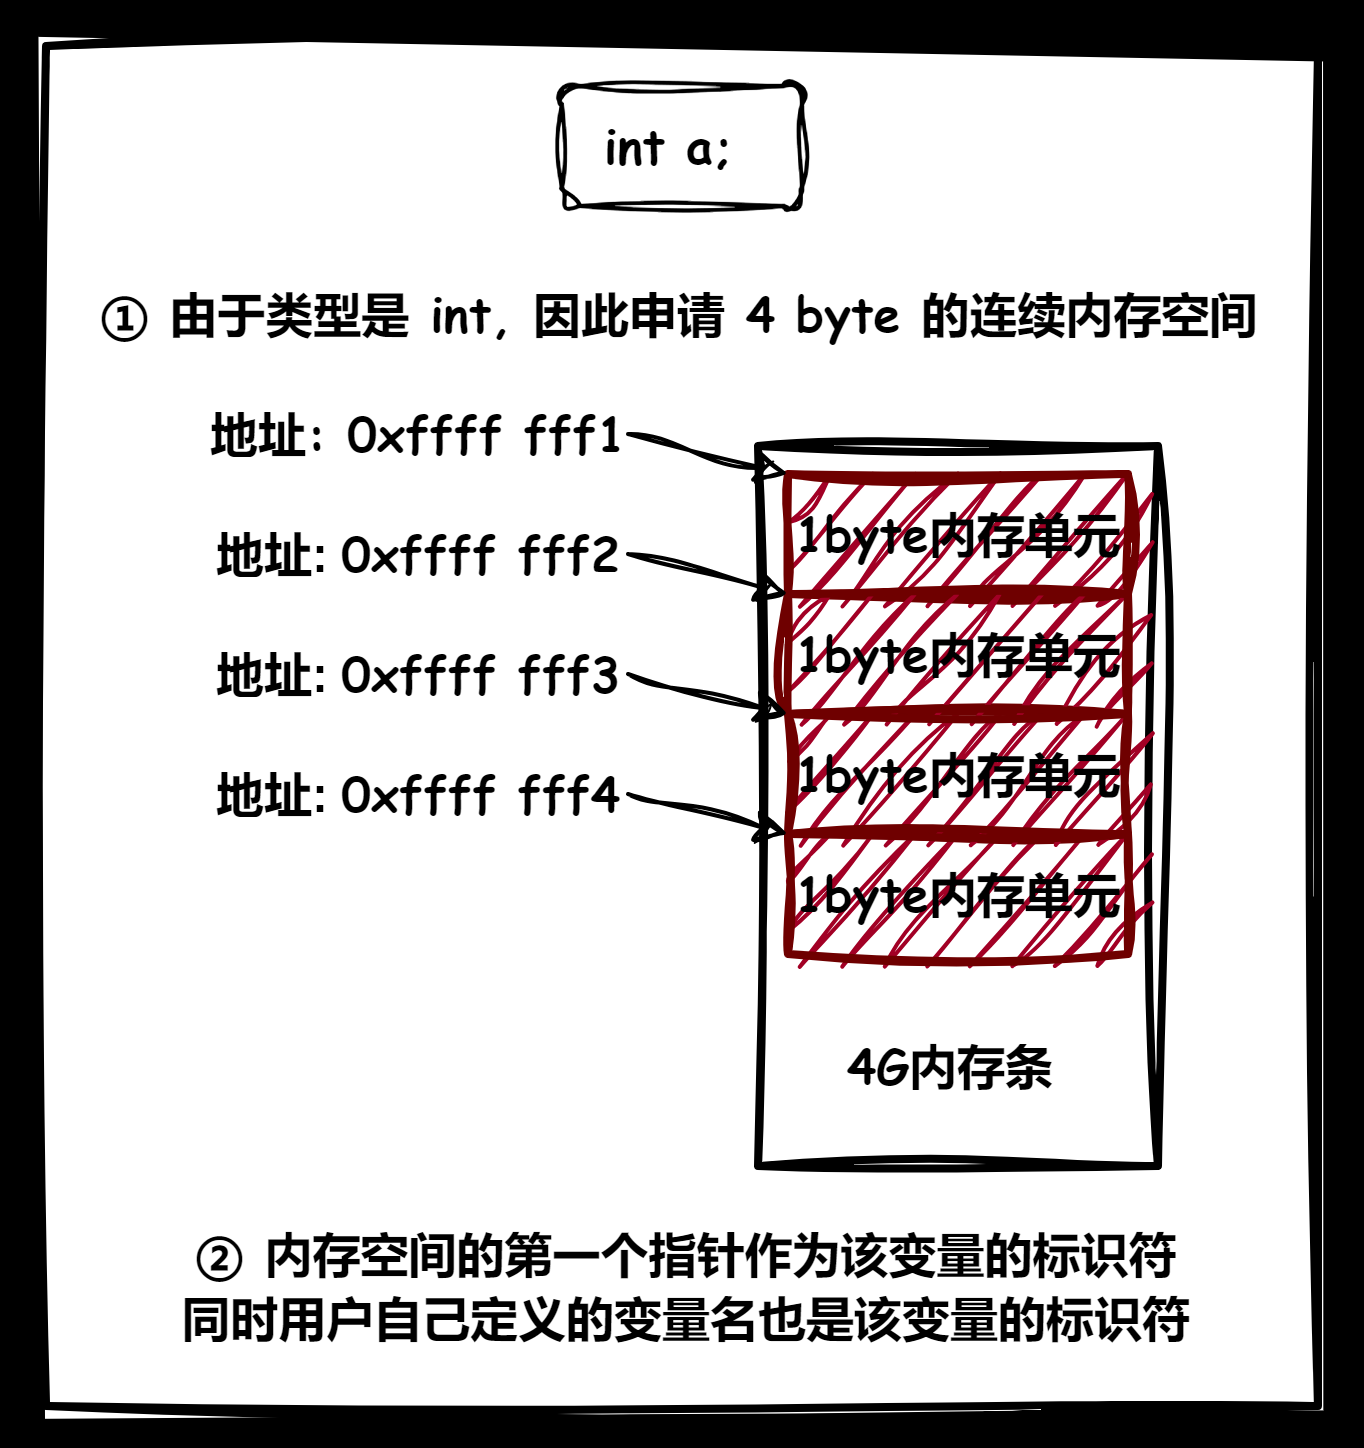 int a;
① 由于类型是 int, 因此申请 4 byte 的连续内存空间
地址: 0xffff fff1
1byte内存单元
地址: 0xffff fff2
1byte内存单元
地址: 0xffff fff3
1byte内存单元
地址: 0xffff fff4
1byte内存单元
4G内存条
② 内存空间的第一个指针作为该变量的标识符
同时用户自己定义的变量名也是该变量的标识符